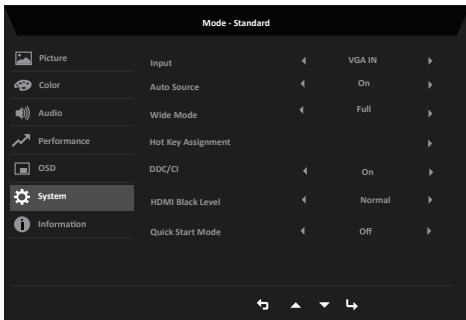 Mode - Standard
Picture
Color
Audio
Performance
OSD
System
Information
Input VGA IN
Auto Source On
Wide Mode Full
Hot Key Assignment
DDC/CI On
HDMI Black Level Normal
Quick Start Mode Off